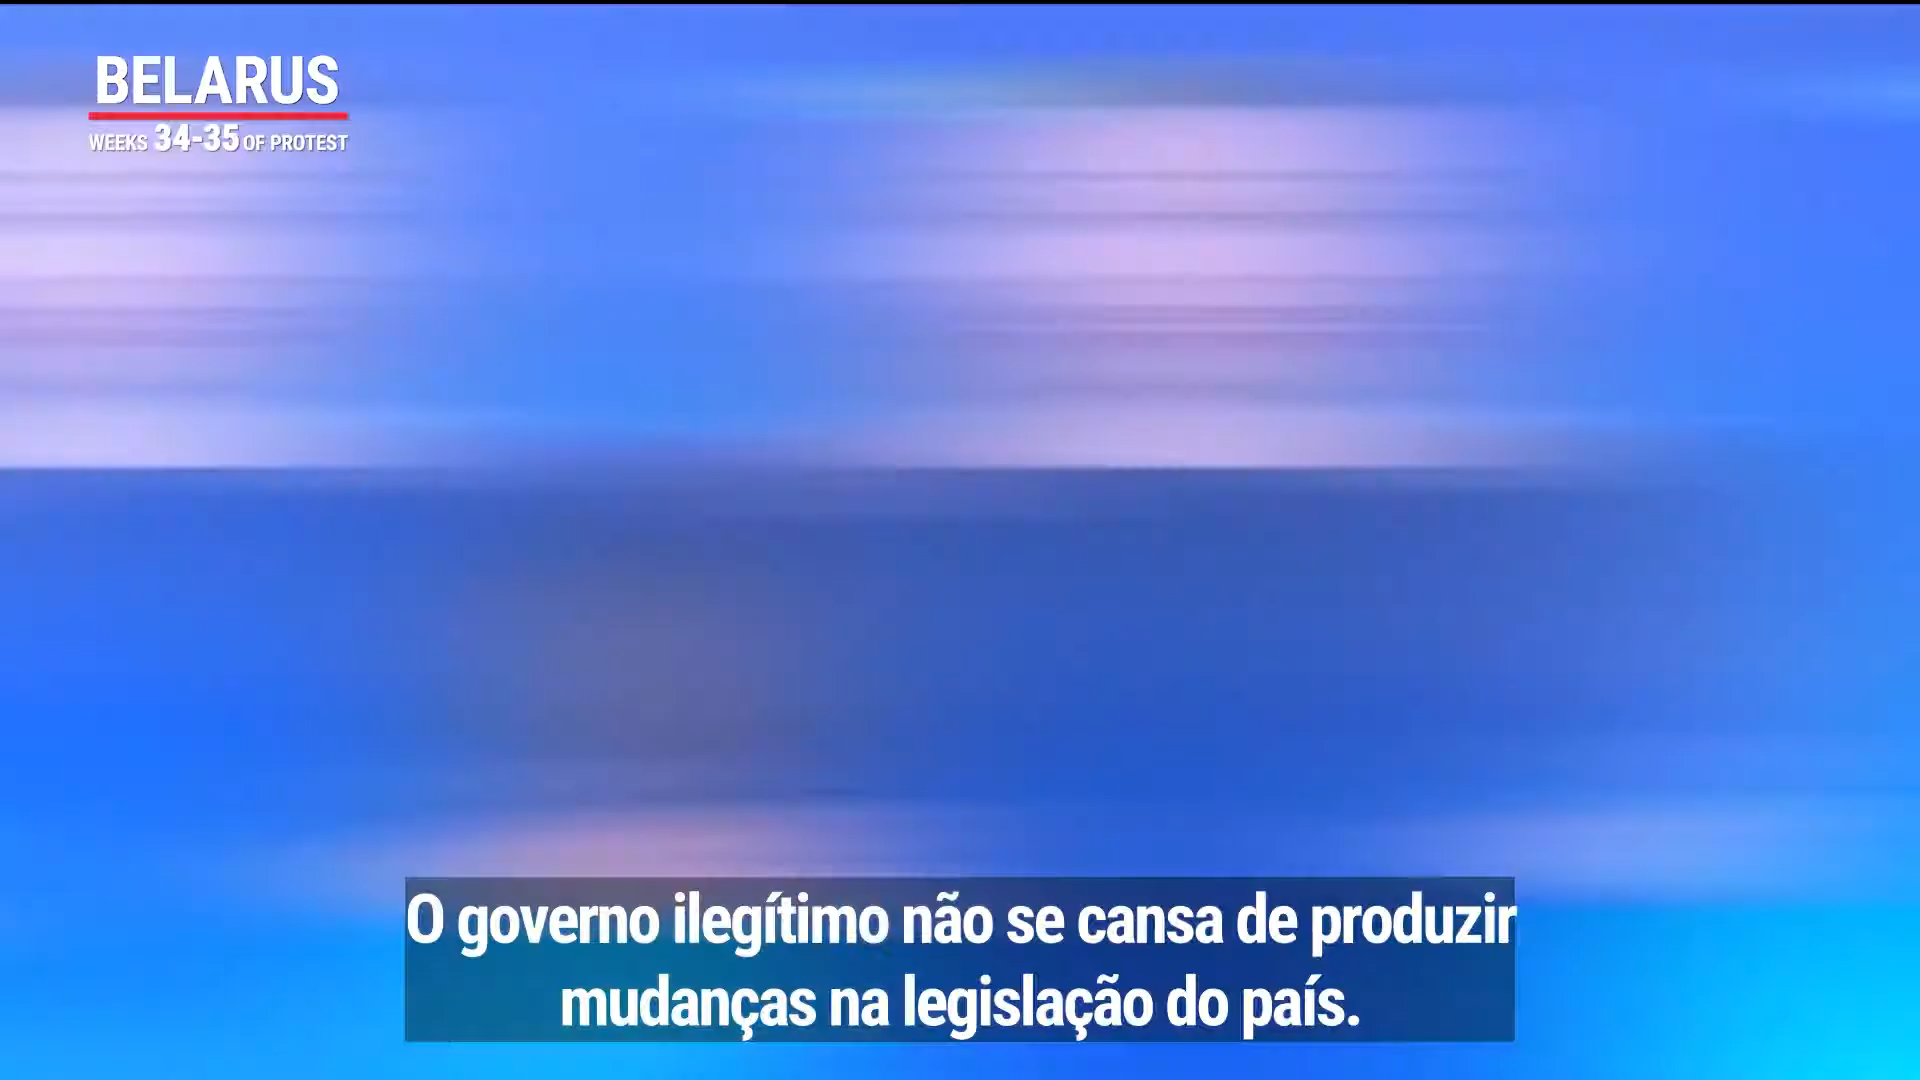 BELARUS
WEEKS 34-35 OF PROTEST
O governo ilegítimo não se cansa de produzir
mudanças na legislação do país.